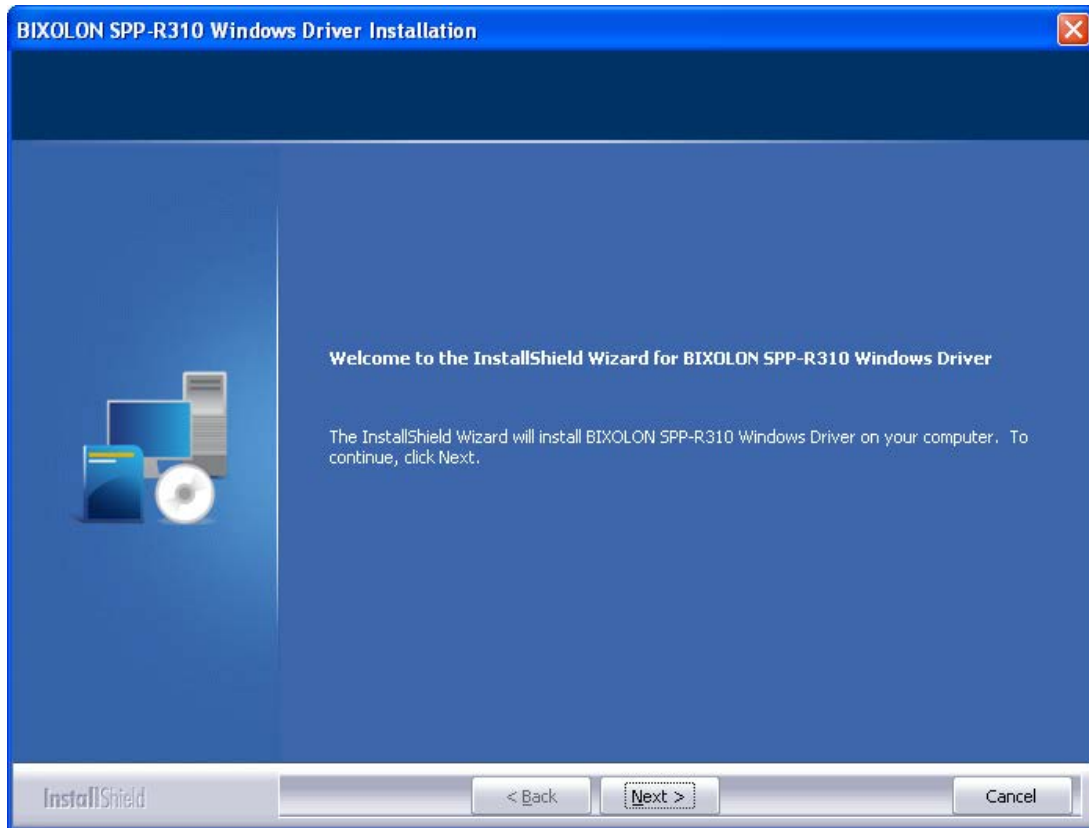 BIXOLON SPP-R310 Windows Driver Installation
Welcome to the InstallShield Wizard for BIXOLON SPP-R310 Windows Driver
The InstallShield Wizard will install BIXOLON SPP-R310 Windows Driver on your computer.  To
continue, click Next.
InstallShield
< Back
Next >
Cancel